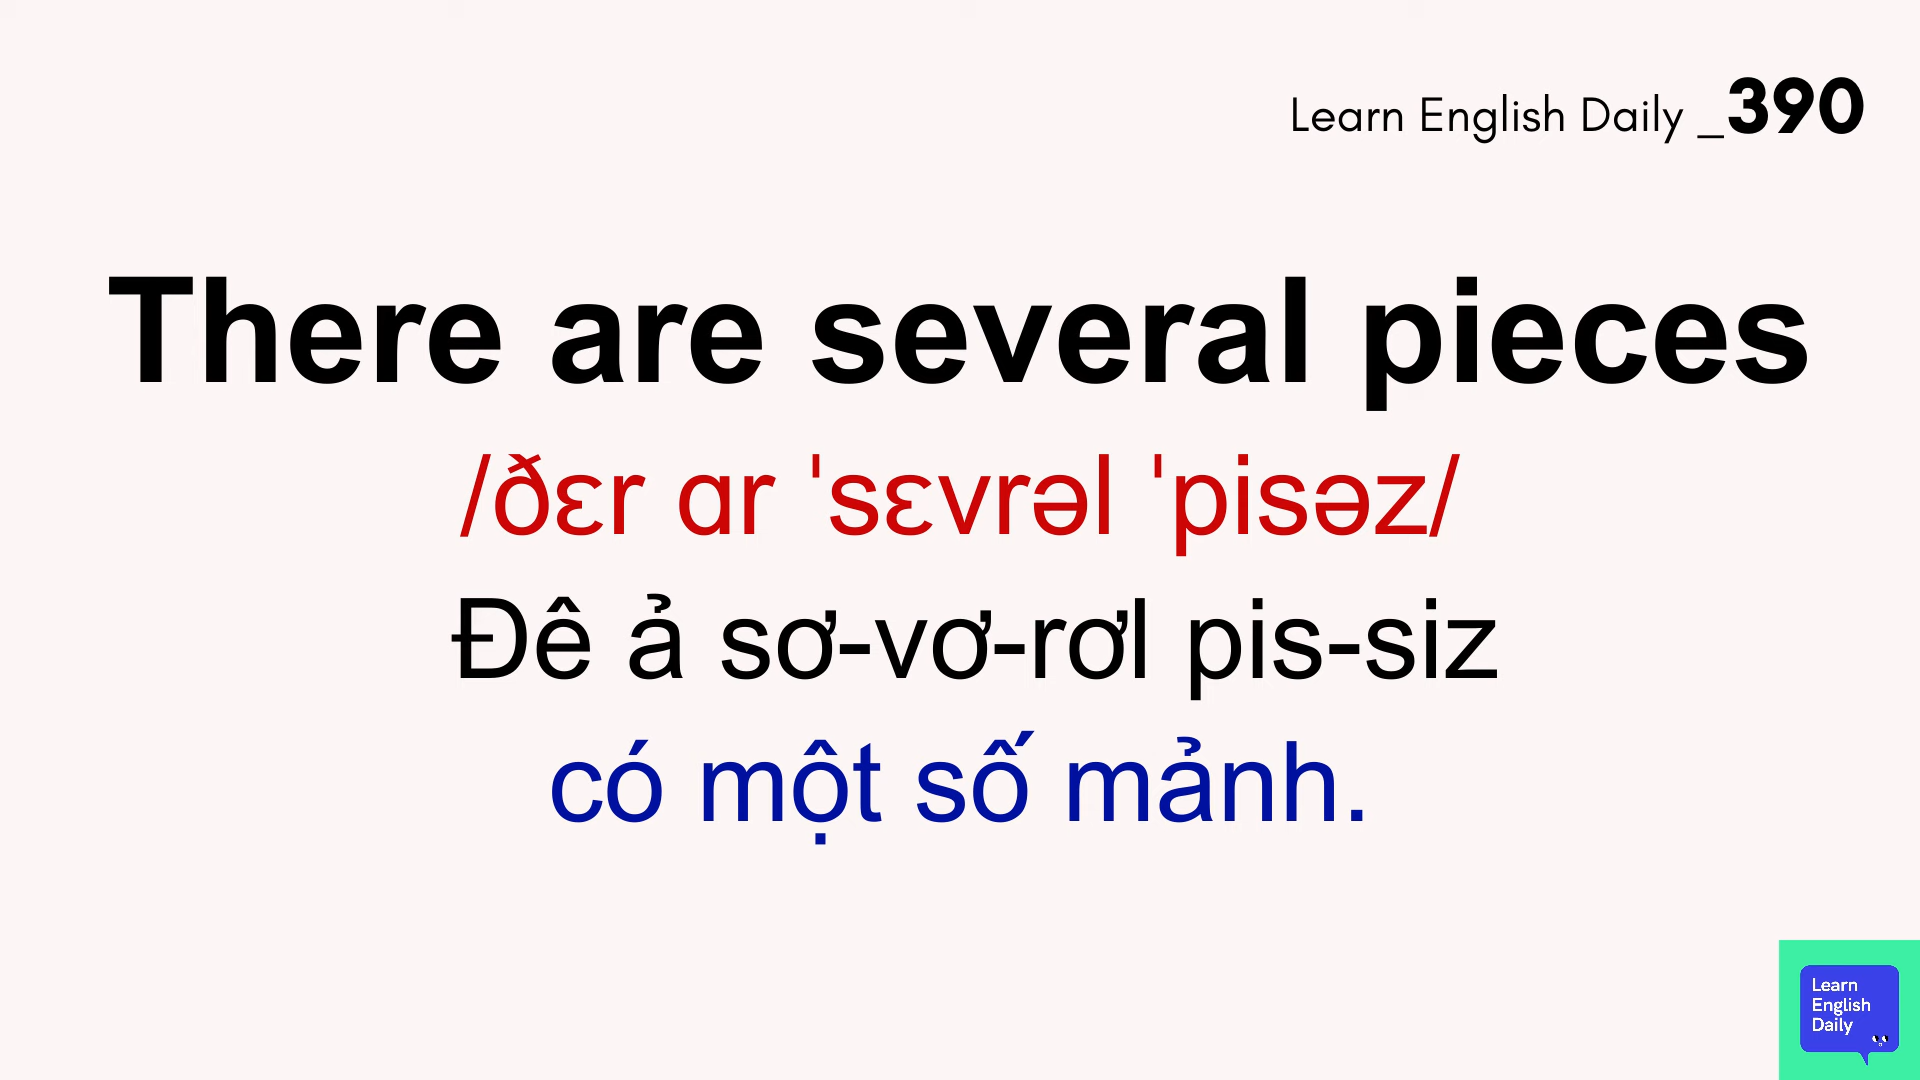 Learn English Daily _390
There are several pieces
/ðɛr ɑr ˈsɛvrəl ˈpisəz/
Đê ả sơ-vơ-rơl pis-siz
có một số mảnh.
Learn
English
Daily